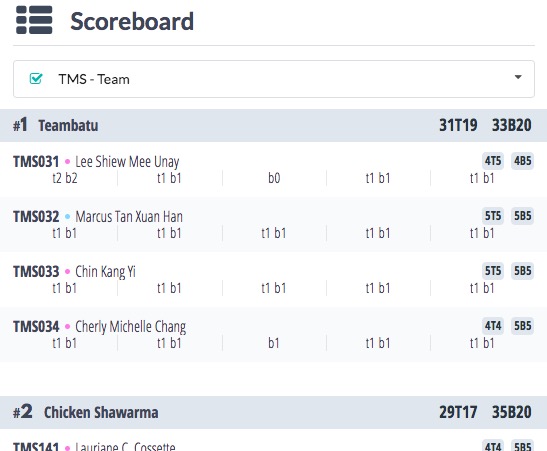 Scoreboard
TMS - Team
#1 Teambatu 31T19 33B20
TMS031 Lee Shiew Mee Unay 4T5 4B5
t2 b2 t1 b1 b0 t1 b1 t1 b1
TMS032 Marcus Tan Xuan Han 5T5 5B5
t1 b1 t1 b1 t1 b1 t1 b1 t1 b1
TMS033 Chin Kang Yi 5T5 5B5
t1 b1 t1 b1 t1 b1 t1 b1 t1 b1
TMS034 Cherly Michelle Chang 4T4 5B5
t1 b1 t1 b1 b1 t1 b1 t1 b1
#2 Chicken Shawarma 29T17 35B20
TMS141 Lauriane C. Cossette 4T4 5B5